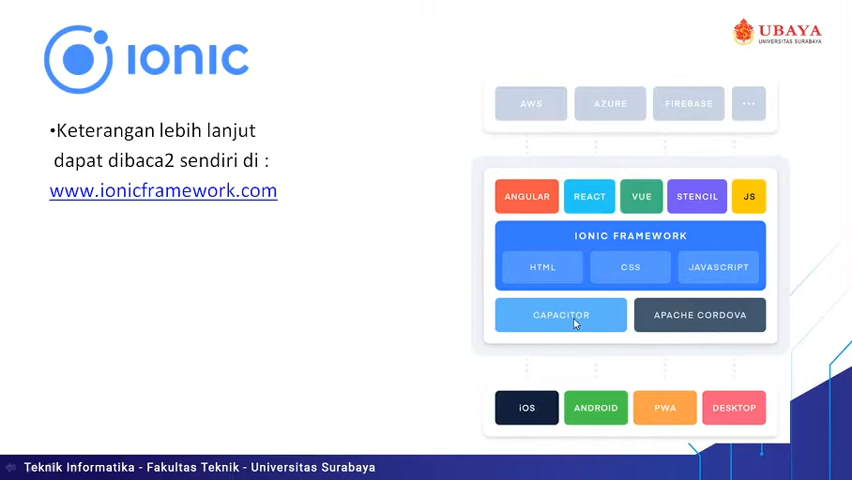 IONIC
UBAYA
UNIVERSITAS SURABAYA
•Keterangan lebih lanjut
dapat dibaca2 sendiri di :
www.ionicframework.com
AWS AZURE FIREBASE ...
ANGULAR REACT VUE STENCIL JS
IONIC FRAMEWORK
HTML CSS JAVASCRIPT
CAPACITOR APACHE CORDOVA
iOS ANDROID PWA DESKTOP
Teknik Informatika - Fakultas Teknik - Universitas Surabaya